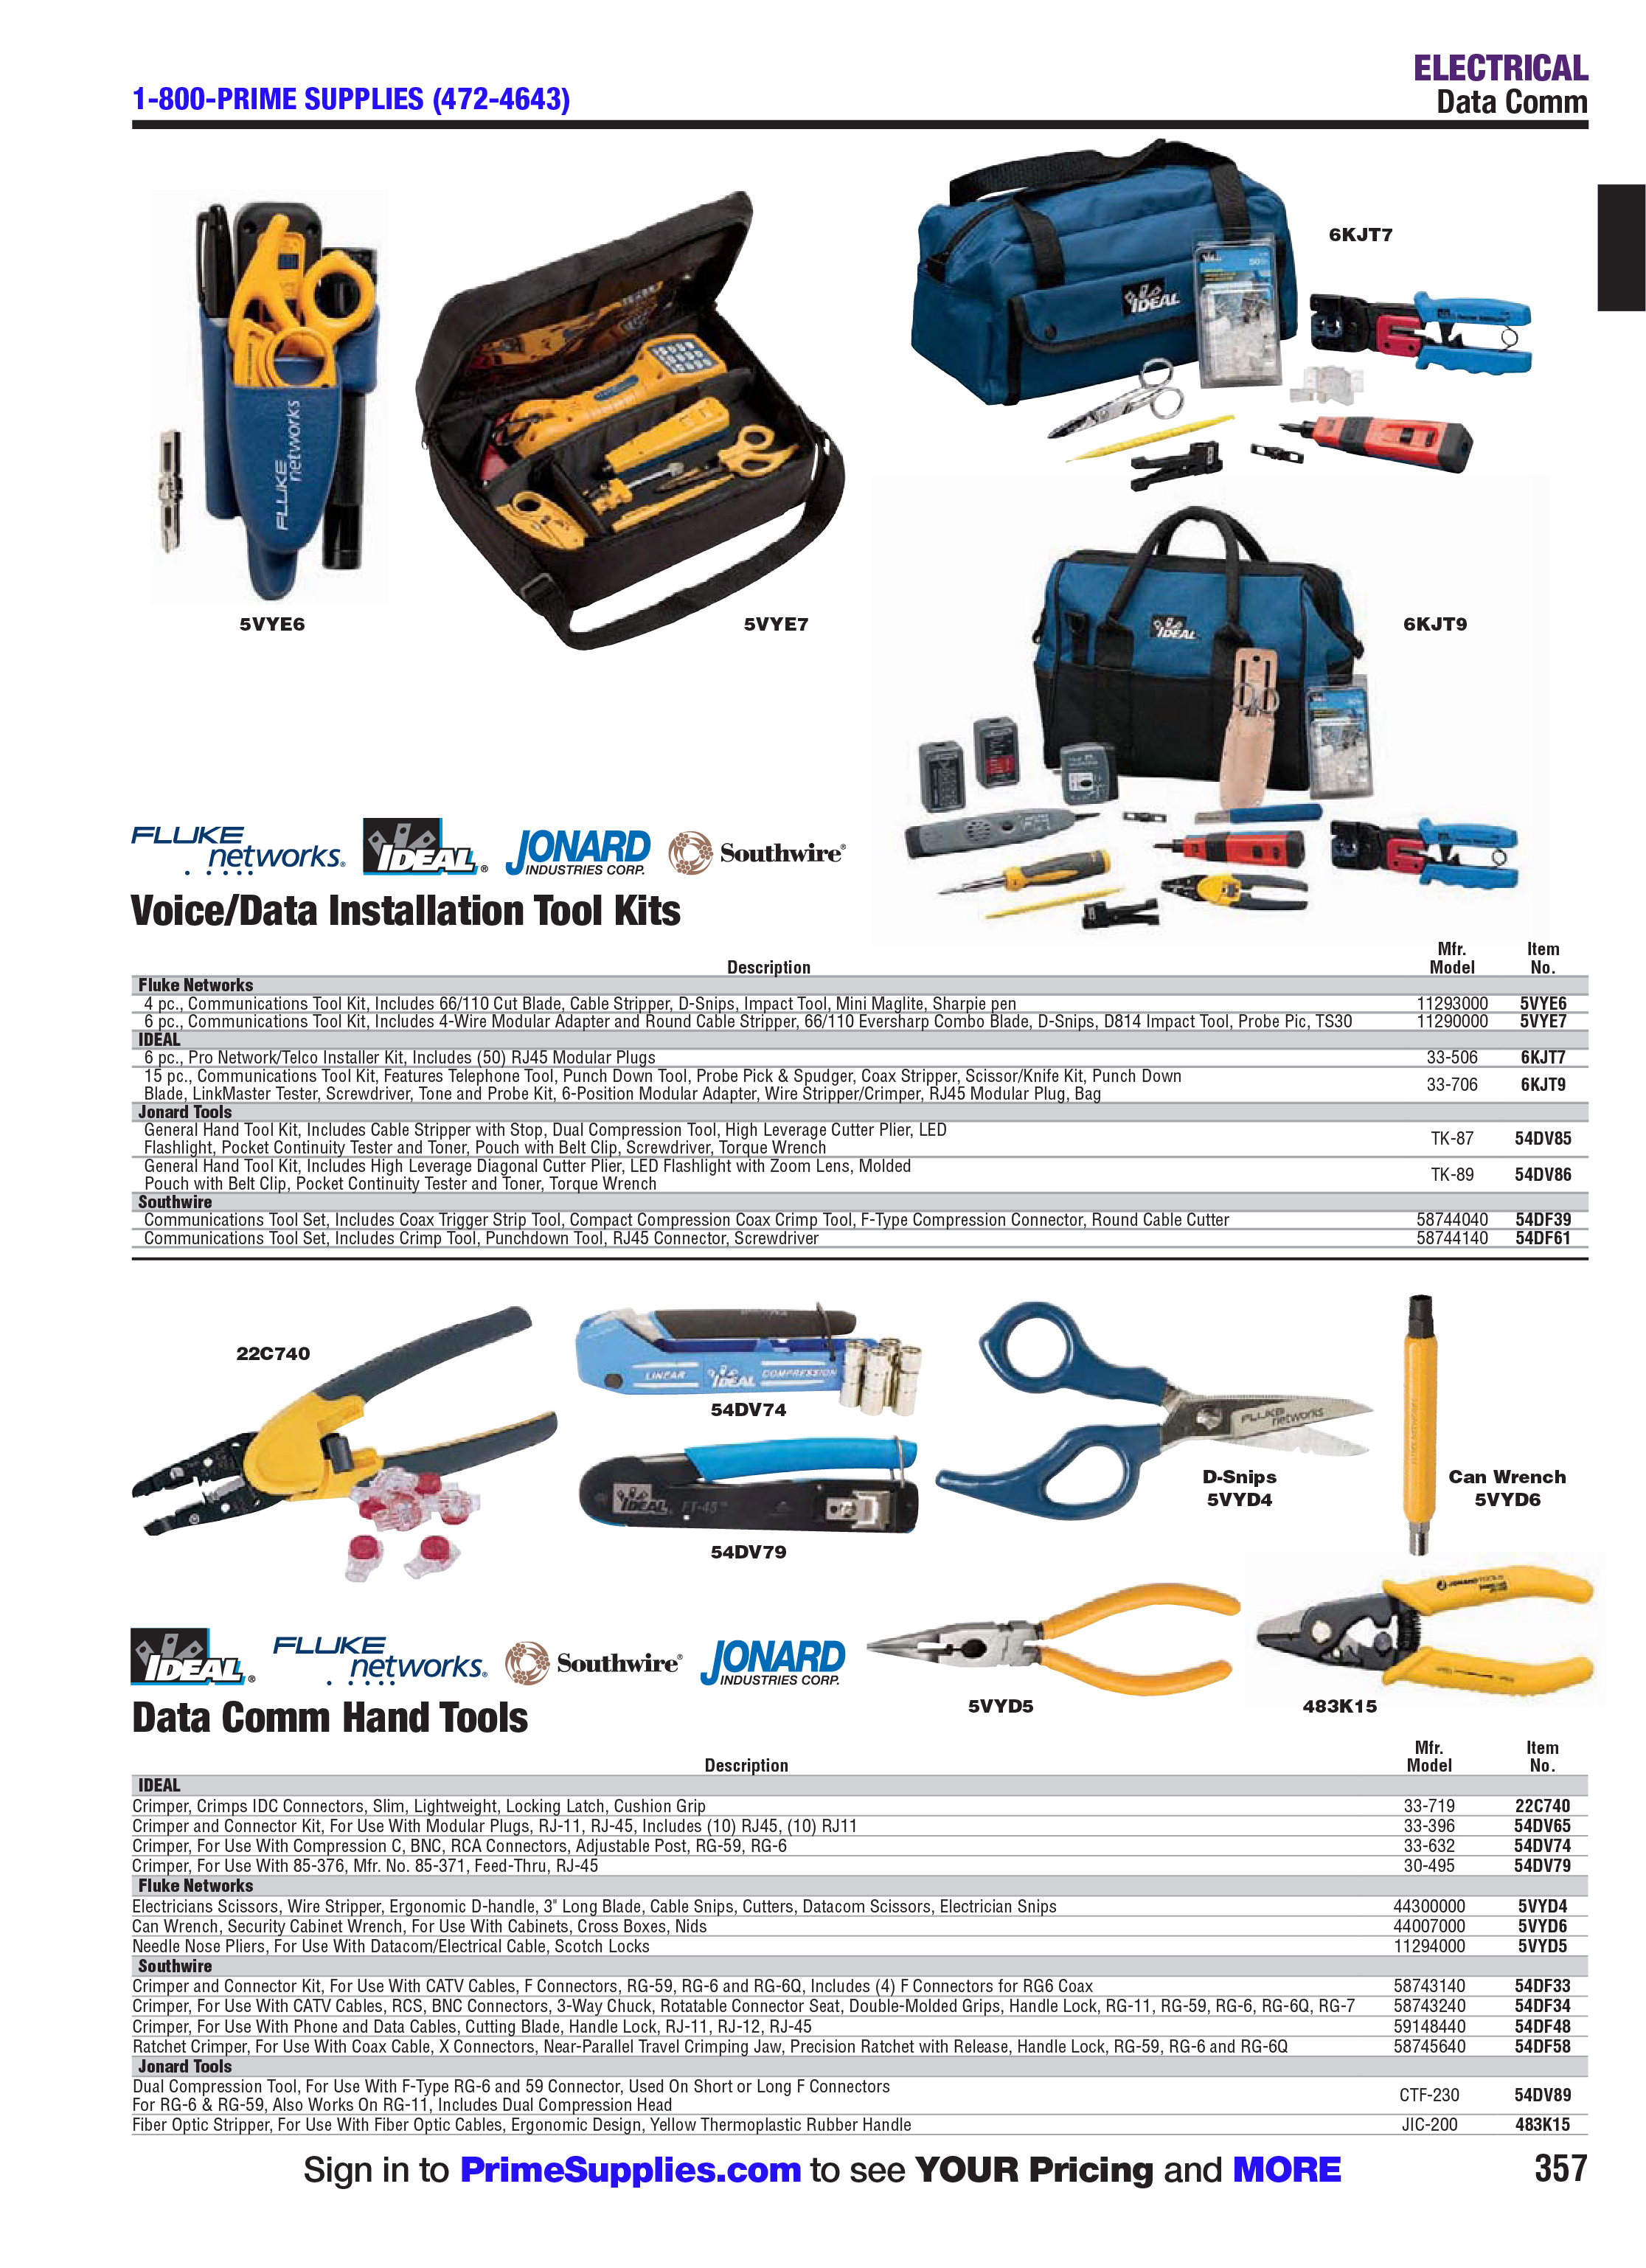 ELECTRICAL
1-800-PRIME SUPPLIES (472-4643)
Data Comm
6KJT7
IDEAL
FLUKE networks
5VYE6
5VYE7
IDEAL
6KJT9
FLUKE networks®
IDEAL®
JONARD INDUSTRIES CORP.
Southwire®
Voice/Data Installation Tool Kits
Description Mfr. Model Item No.
Fluke Networks
4 pc., Communications Tool Kit, Includes 66/110 Cut Blade, Cable Stripper, D-Snips, Impact Tool, Mini Maglite, Sharpie pen 11293000 5VYE6
6 pc., Communications Tool Kit, Includes 4-Wire Modular Adapter and Round Cable Stripper, 66/110 Eversharp Combo Blade, D-Snips, D814 Impact Tool, Probe Pic, TS30 11290000 5VYE7
IDEAL
6 pc., Pro Network/Telco Installer Kit, Includes (50) RJ45 Modular Plugs 33-506 6KJT7
15 pc., Communications Tool Kit, Features Telephone Tool, Punch Down Tool, Probe Pick & Spudger, Coax Stripper, Scissor/Knife Kit, Punch Down
Blade, LinkMaster Tester, Screwdriver, Tone and Probe Kit, 6-Position Modular Adapter, Wire Stripper/Crimper, RJ45 Modular Plug, Bag 33-706 6KJT9
Jonard Tools
General Hand Tool Kit, Includes Cable Stripper with Stop, Dual Compression Tool, High Leverage Cutter Plier, LED
Flashlight, Pocket Continuity Tester and Toner, Pouch with Belt Clip, Screwdriver, Torque Wrench TK-87 54DV85
General Hand Tool Kit, Includes High Leverage Diagonal Cutter Plier, LED Flashlight with Zoom Lens, Molded
Pouch with Belt Clip, Pocket Continuity Tester and Toner, Torque Wrench TK-89 54DV86
Southwire
Communications Tool Set, Includes Coax Trigger Strip Tool, Compact Compression Coax Crimp Tool, F-Type Compression Connector, Round Cable Cutter 58744040 54DF39
Communications Tool Set, Includes Crimp Tool, Punchdown Tool, RJ45 Connector, Screwdriver 58744140 54DF61
22C740
LINEAR IDEAL COMPRESSION
54DV74
FLUKE networks
D-Snips
5VYD4
Can Wrench
5VYD6
IDEAL FT-45™
54DV79
IDEAL®
FLUKE networks®
Southwire®
JONARD INDUSTRIES CORP.
5VYD5
483K15
Data Comm Hand Tools
Description Mfr. Model Item No.
IDEAL
Crimper, Crimps IDC Connectors, Slim, Lightweight, Locking Latch, Cushion Grip 33-719 22C740
Crimper and Connector Kit, For Use With Modular Plugs, RJ-11, RJ-45, Includes (10) RJ45, (10) RJ11 33-396 54DV65
Crimper, For Use With Compression C, BNC, RCA Connectors, Adjustable Post, RG-59, RG-6 33-632 54DV74
Crimper, For Use With 85-376, Mfr. No. 85-371, Feed-Thru, RJ-45 30-495 54DV79
Fluke Networks
Electricians Scissors, Wire Stripper, Ergonomic D-handle, 3" Long Blade, Cable Snips, Cutters, Datacom Scissors, Electrician Snips 44300000 5VYD4
Can Wrench, Security Cabinet Wrench, For Use With Cabinets, Cross Boxes, Nids 44007000 5VYD6
Needle Nose Pliers, For Use With Datacom/Electrical Cable, Scotch Locks 11294000 5VYD5
Southwire
Crimper and Connector Kit, For Use With CATV Cables, F Connectors, RG-59, RG-6 and RG-6Q, Includes (4) F Connectors for RG6 Coax 58743140 54DF33
Crimper, For Use With CATV Cables, RCS, BNC Connectors, 3-Way Chuck, Rotatable Connector Seat, Double-Molded Grips, Handle Lock, RG-11, RG-59, RG-6, RG-6Q, RG-7 58743240 54DF34
Crimper, For Use With Phone and Data Cables, Cutting Blade, Handle Lock, RJ-11, RJ-12, RJ-45 59148440 54DF48
Ratchet Crimper, For Use With Coax Cable, X Connectors, Near-Parallel Travel Crimping Jaw, Precision Ratchet with Release, Handle Lock, RG-59, RG-6 and RG-6Q 58745640 54DF58
Jonard Tools
Dual Compression Tool, For Use With F-Type RG-6 and 59 Connector, Used On Short or Long F Connectors
For RG-6 & RG-59, Also Works On RG-11, Includes Dual Compression Head CTF-230 54DV89
Fiber Optic Stripper, For Use With Fiber Optic Cables, Ergonomic Design, Yellow Thermoplastic Rubber Handle JIC-200 483K15
Sign in to PrimeSupplies.com to see YOUR Pricing and MORE 357